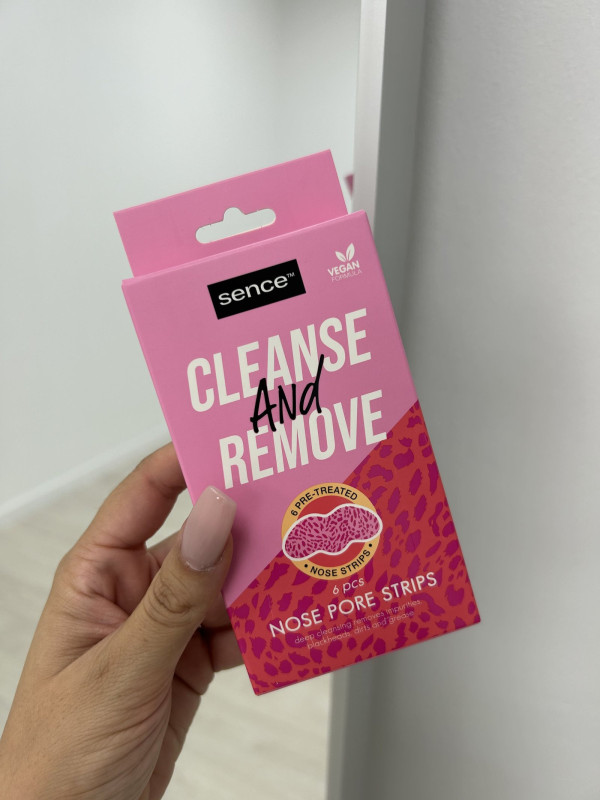 sence™
VEGAN
FORMULA
CLEANSE
AND
REMOVE
6 PRE-TREATED
• NOSE STRIPS •
6 pcs
NOSE PORE STRIPS
deep cleansing removes impurities,
blackheads, dirts and grease